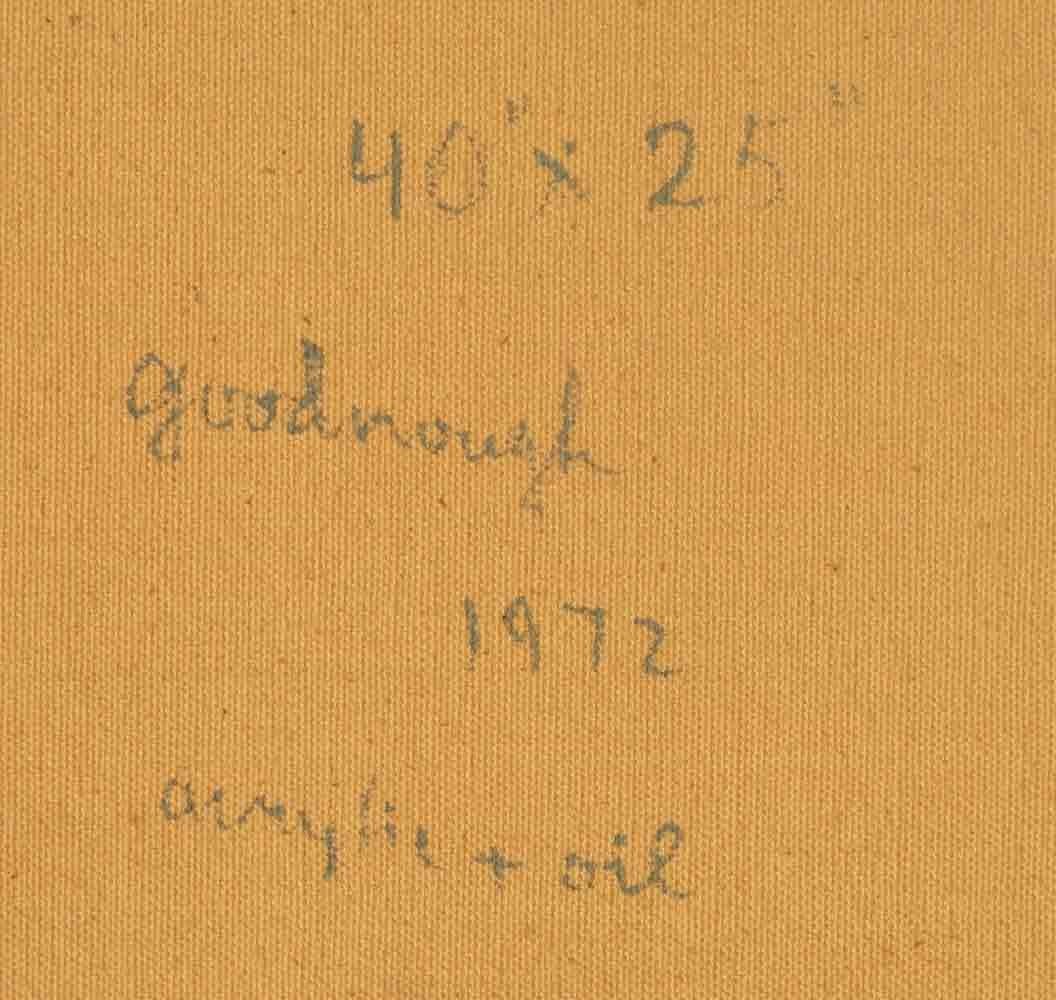 40" x 25"
goodnough
1972
acrylic + oil